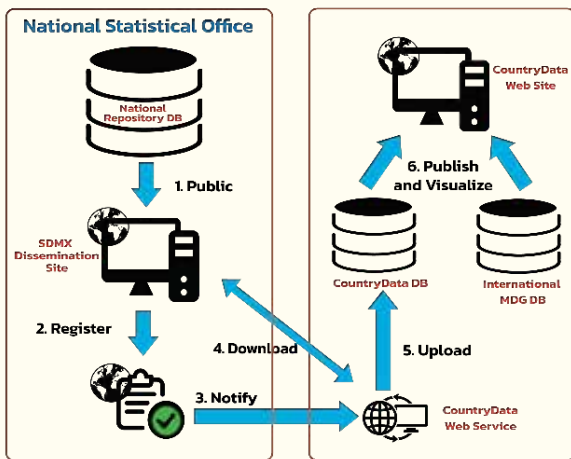 National Statistical Office
National
Repository DB
1. Public
SDMX
Dissemination
Site
2. Register
3. Notify
4. Download
CountryData
Web Site
6. Publish
and Visualize
CountryData DB
International
MDG DB
5. Upload
CountryData
Web Service